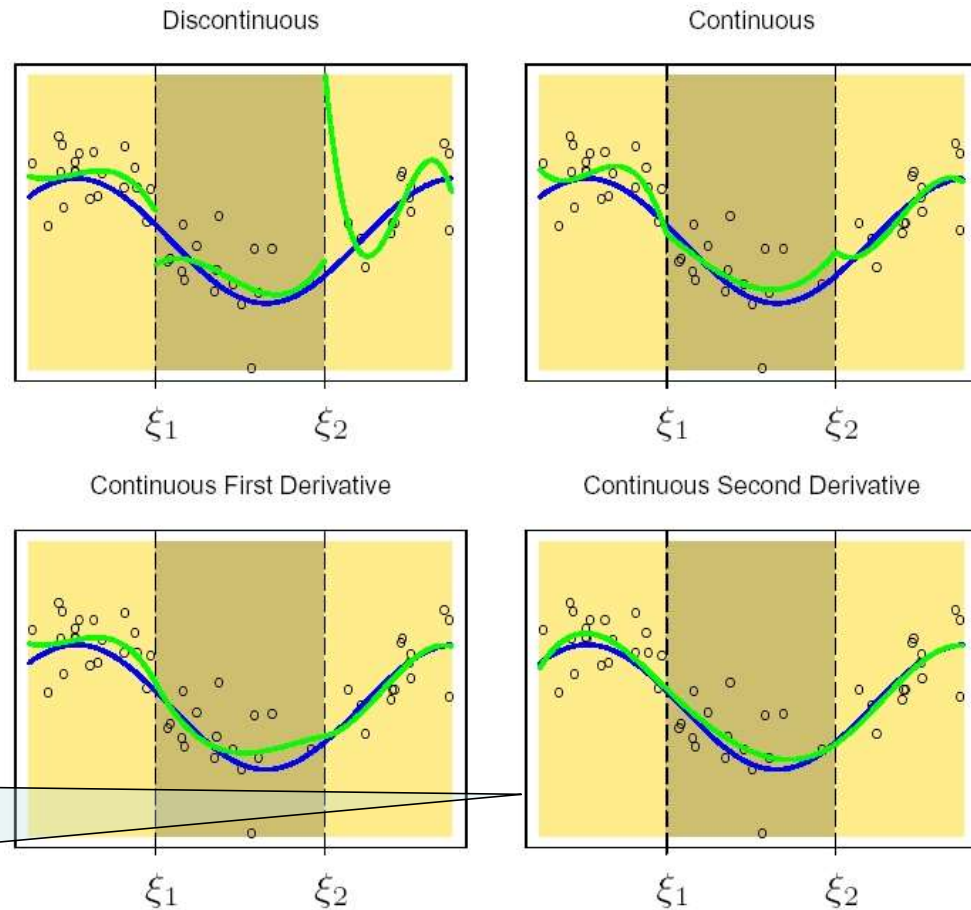 Discontinuous
Continuous
ξ1 ξ2
ξ1 ξ2
Continuous First Derivative
Continuous Second Derivative
ξ1 ξ2
ξ1 ξ2